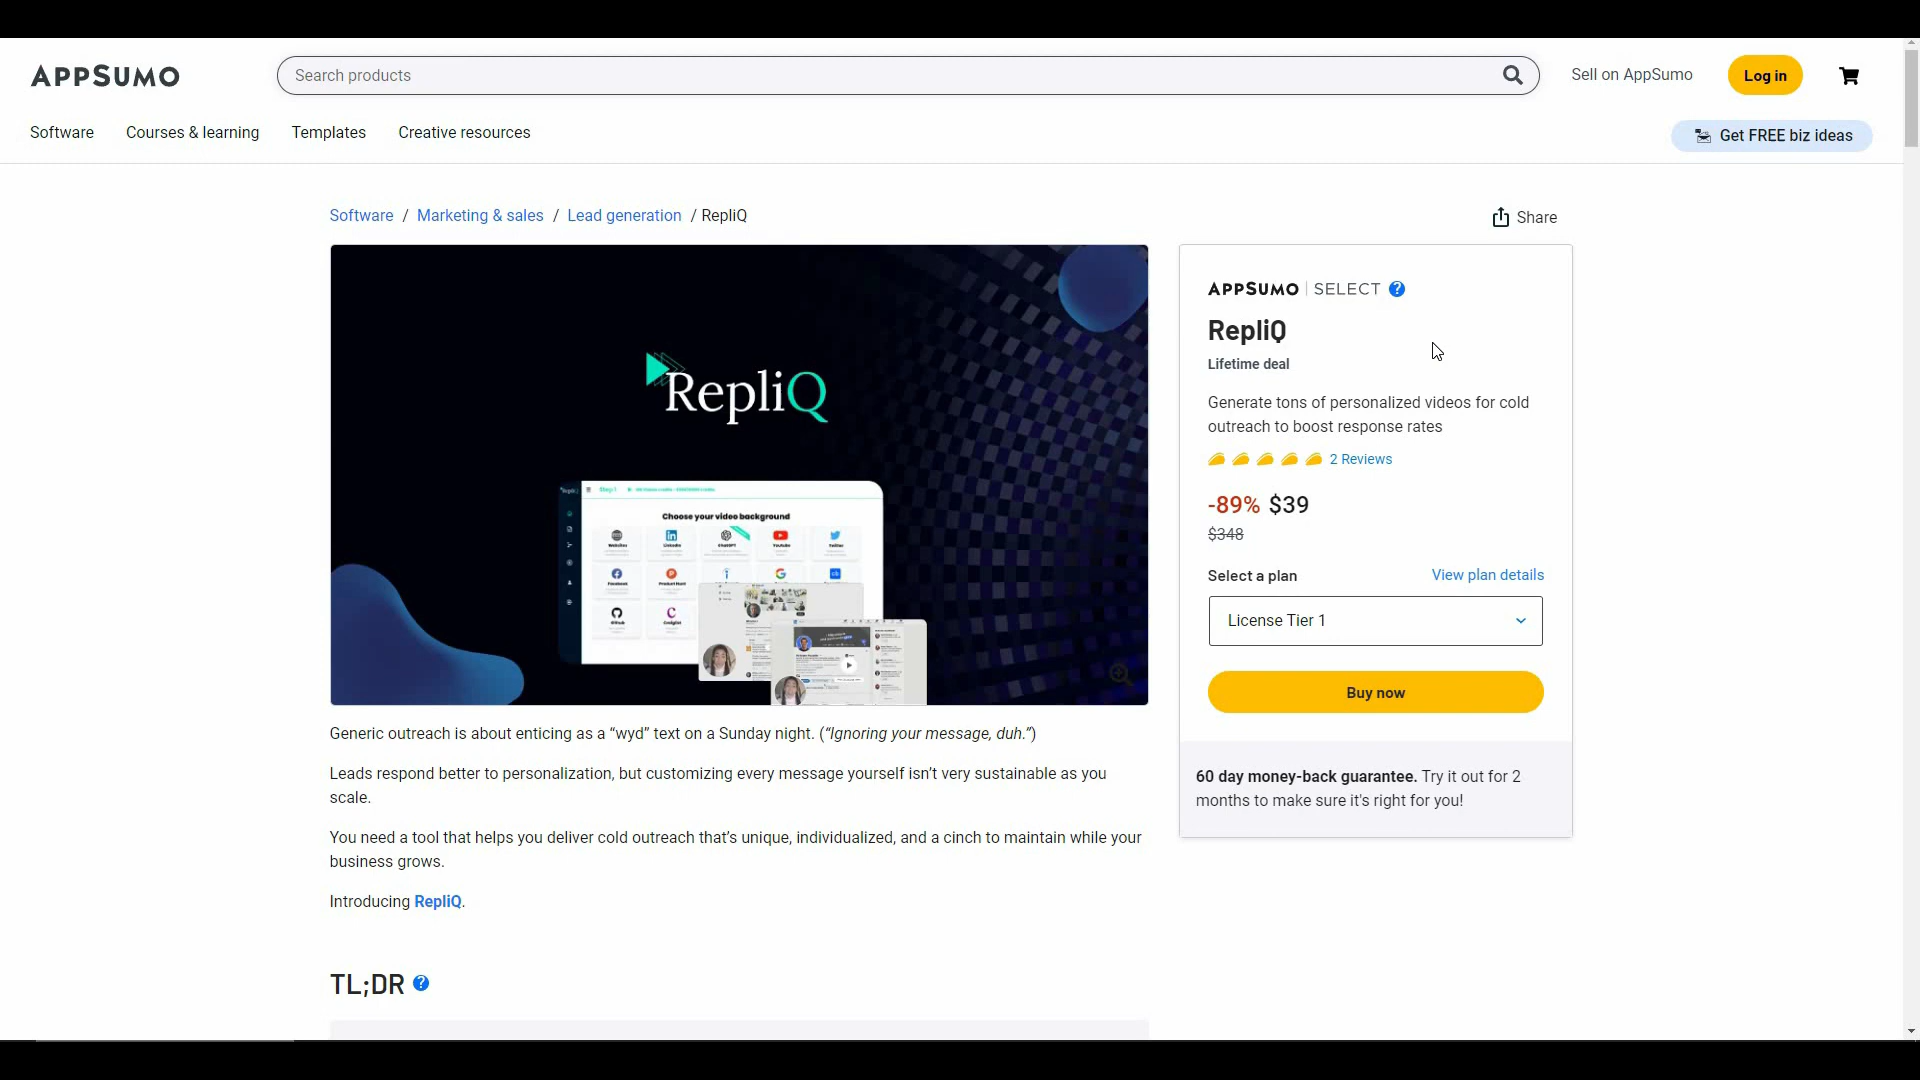 APPSUMO
Search products
Sell on AppSumo
Log in
Software
Courses & learning
Templates
Creative resources
Get FREE biz ideas
Software / Marketing & sales / Lead generation / RepliQ
Share
RepliQ
Choose your video background
APPSUMO | SELECT ?
RepliQ
Lifetime deal
Generate tons of personalized videos for cold
outreach to boost response rates
2 Reviews
-89% $39
$348
Select a plan
View plan details
License Tier 1
Buy now
60 day money-back guarantee. Try it out for 2
months to make sure it's right for you!
Generic outreach is about enticing as a “wyd” text on a Sunday night. (“Ignoring your message, duh.”)
Leads respond better to personalization, but customizing every message yourself isn’t very sustainable as you
scale.
You need a tool that helps you deliver cold outreach that’s unique, individualized, and a cinch to maintain while your
business grows.
Introducing RepliQ.
TL;DR ?